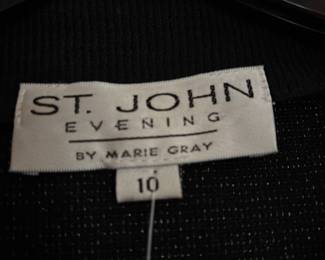 ST. JOHN
EVENING
BY MARIE GRAY
10